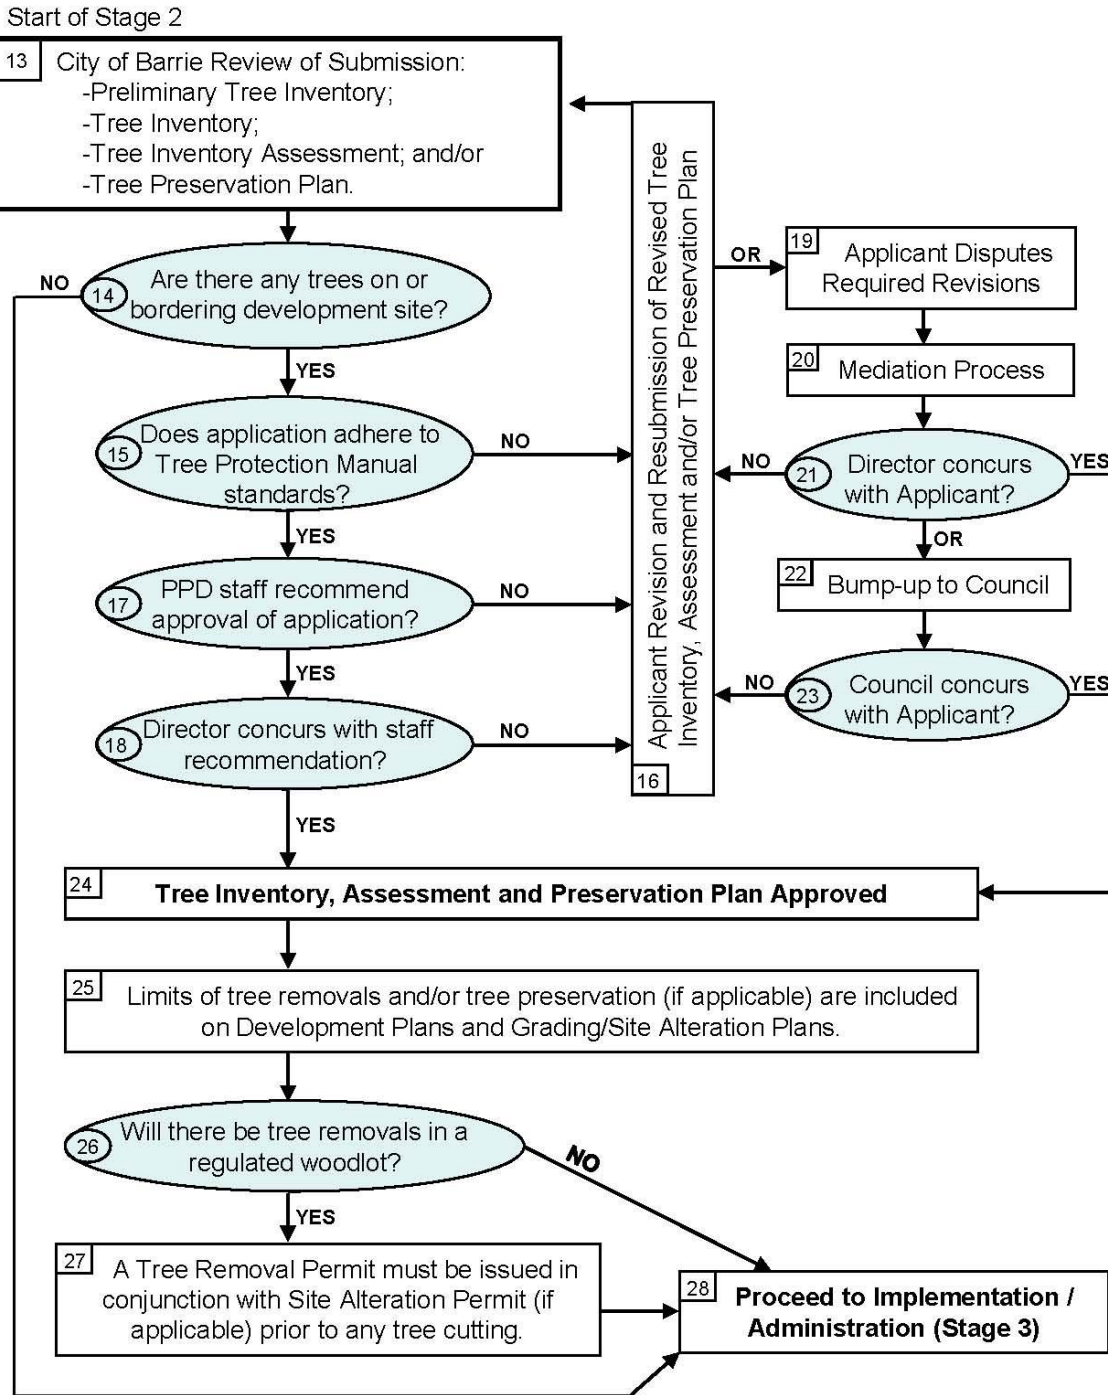 Start of Stage 2
13
City of Barrie Review of Submission:
-Preliminary Tree Inventory;
-Tree Inventory;
-Tree Inventory Assessment; and/or
-Tree Preservation Plan.
NO
14
Are there any trees on or
bordering development site?
YES
15
Does application adhere to
Tree Protection Manual
standards?
NO
YES
17
PPD staff recommend
approval of application?
NO
YES
18
Director concurs with staff
recommendation?
NO
YES
Applicant Revision and Resubmission of Revised Tree
Inventory, Assessment and/or Tree Preservation Plan
16
OR
19
Applicant Disputes
Required Revisions
20
Mediation Process
NO
21
Director concurs
with Applicant?
YES
OR
22
Bump-up to Council
NO
23
Council concurs
with Applicant?
YES
24
Tree Inventory, Assessment and Preservation Plan Approved
25
Limits of tree removals and/or tree preservation (if applicable) are included
on Development Plans and Grading/Site Alteration Plans.
26
Will there be tree removals in a
regulated woodlot?
NO
YES
27
A Tree Removal Permit must be issued in
conjunction with Site Alteration Permit (if
applicable) prior to any tree cutting.
28
Proceed to Implementation /
Administration (Stage 3)